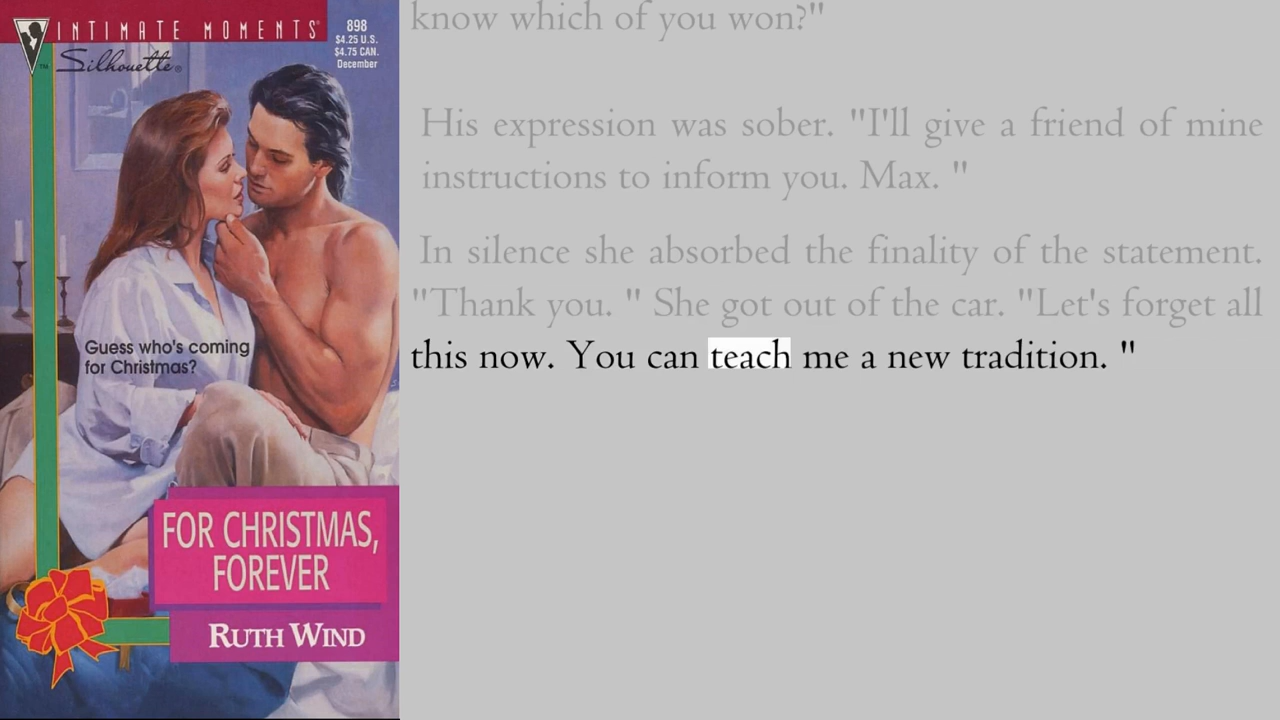 INTIMATE MOMENTS®
898
$4.25 U.S.
$4.75 CAN.
December
TM
Silhouette®
Guess who's coming
for Christmas?
FOR CHRISTMAS,
FOREVER
RUTH WIND
know which of you won?"
His expression was sober. "I'll give a friend of mine
instructions to inform you. Max. "
In silence she absorbed the finality of the statement.
"Thank you. " She got out of the car. "Let's forget all
this now. You can teach me a new tradition. "